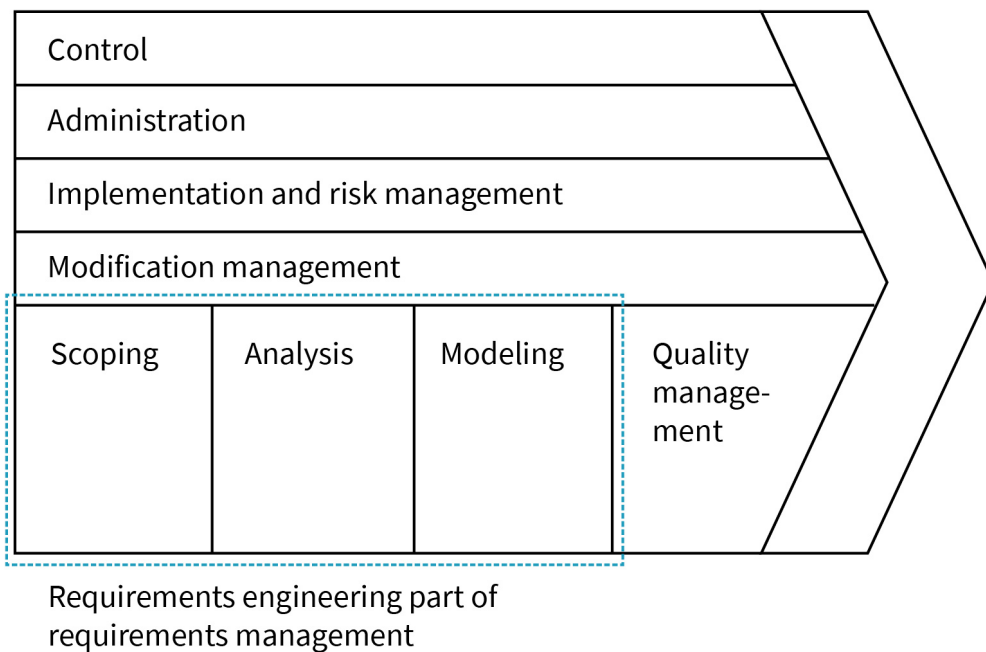 Control
Administration
Implementation and risk management
Modification management
Scoping
Analysis
Modeling
Quality
manage-
ment
Requirements engineering part of
requirements management